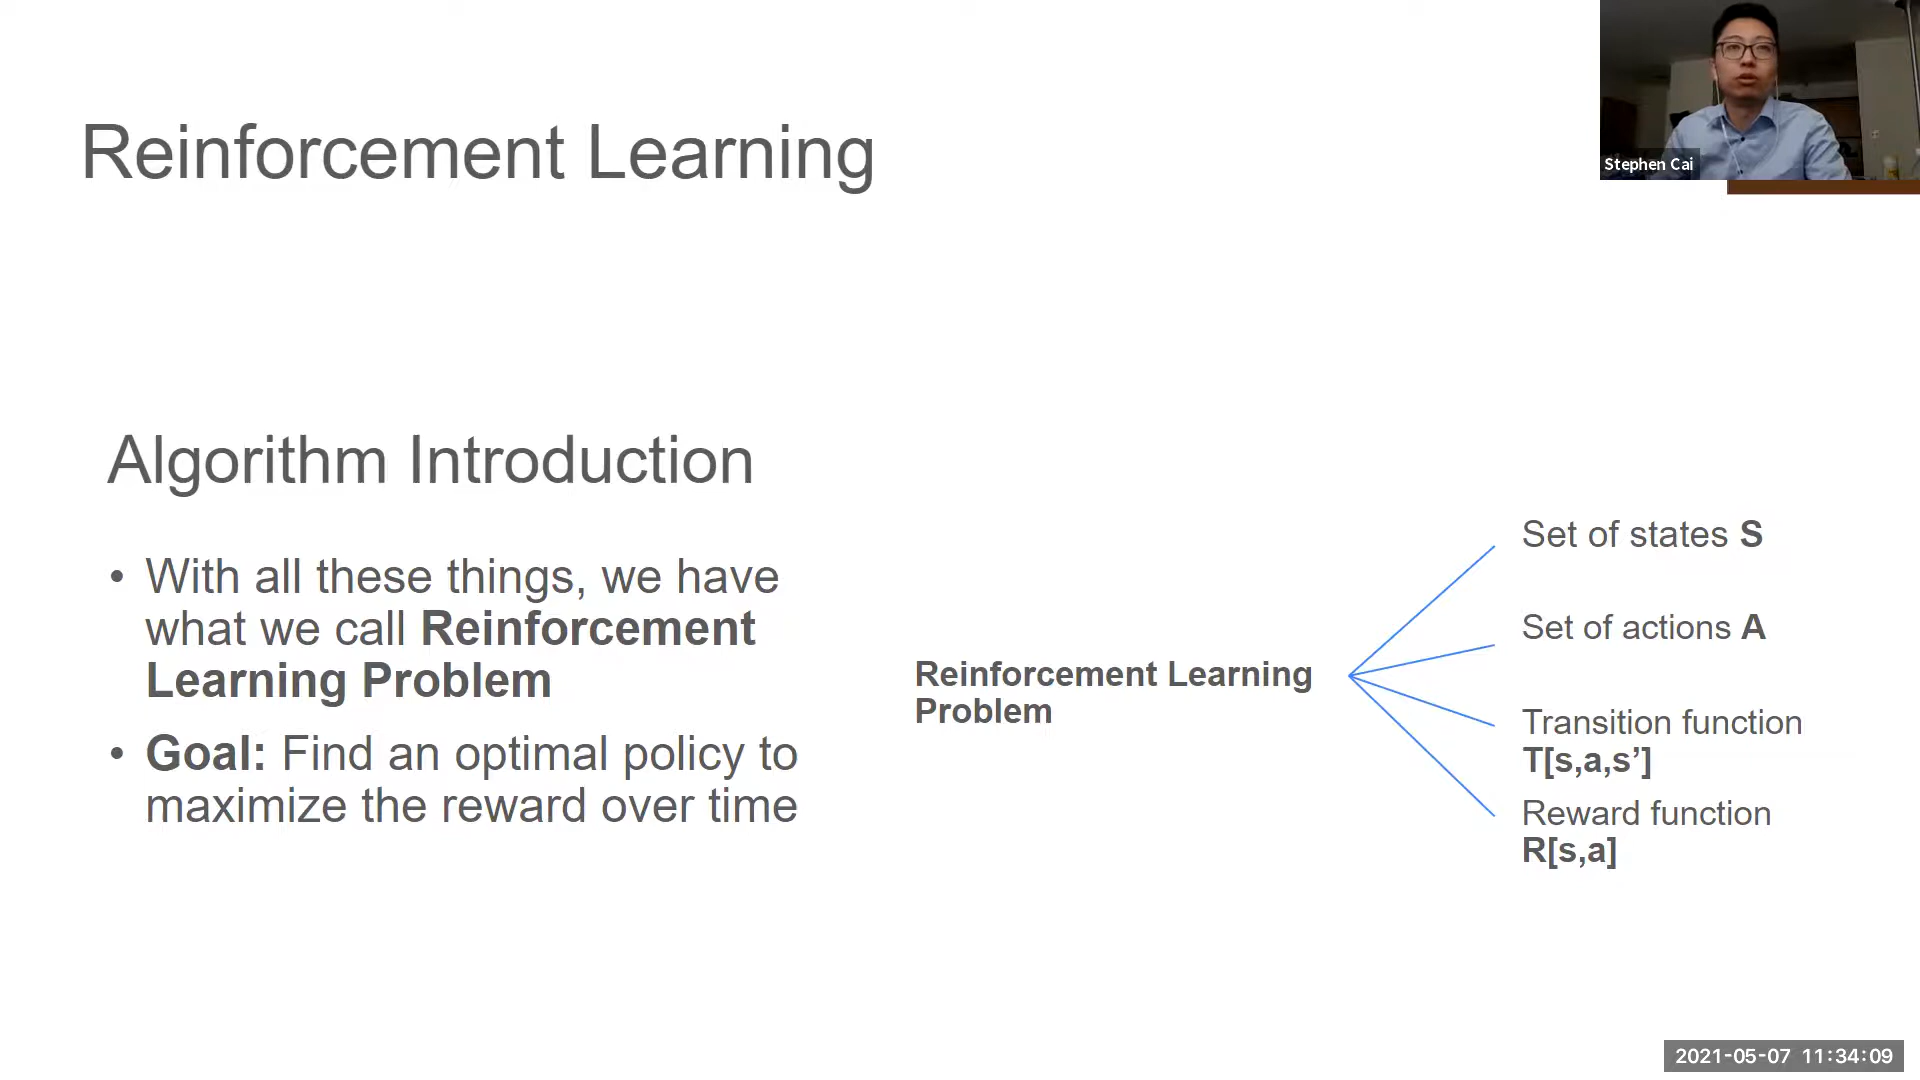 Reinforcement Learning
Stephen Cai
Algorithm Introduction
• With all these things, we have
what we call Reinforcement
Learning Problem
• Goal: Find an optimal policy to
maximize the reward over time
Reinforcement Learning
Problem
Set of states S
Set of actions A
Transition function
T[s,a,s’]
Reward function
R[s,a]
2021-05-07 11:34:09